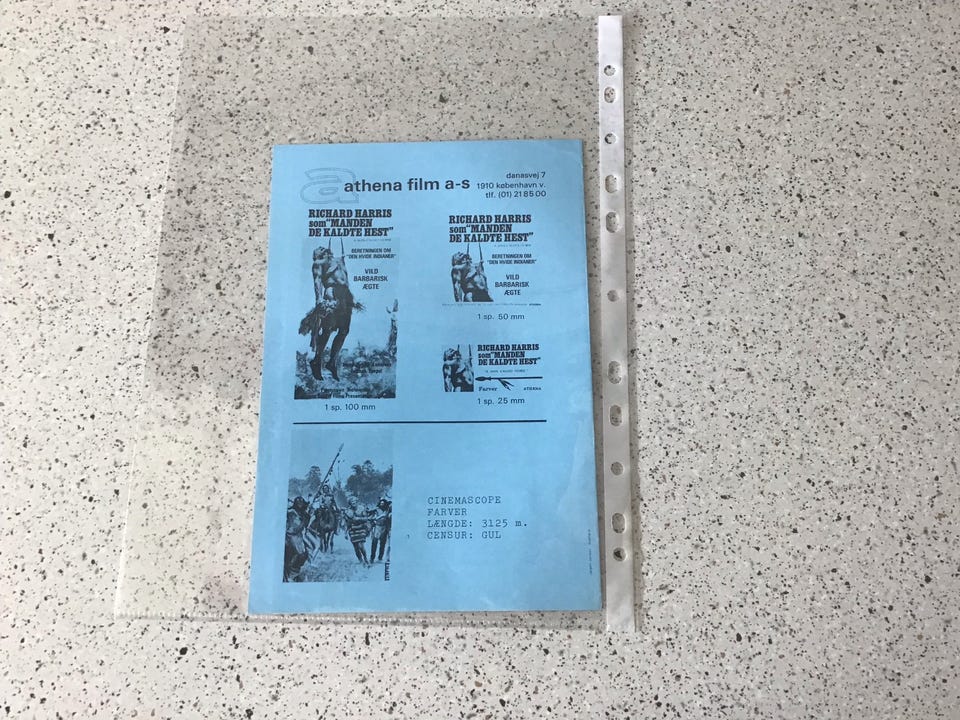 a
athena film a-s
danasvej 7
1910 københavn v.
tlf. (01) 21 85 00
RICHARD HARRIS
som "MANDEN
DE KALDTE HEST"
BERETNINGEN OM
"DEN HVIDE INDIANER"
VILD
BARBARISK
ÆGTE
1 sp. 100 mm
RICHARD HARRIS
som "MANDEN
DE KALDTE HEST"
BERETNINGEN OM
"DEN HVIDE INDIANER"
VILD
BARBARISK
ÆGTE
1 sp. 50 mm
RICHARD HARRIS
som "MANDEN
DE KALDTE HEST"
Farver
ATHENA
1 sp. 25 mm
CINEMASCOPE
FARVER
LÆNGDE: 3125 m.
CENSUR: GUL